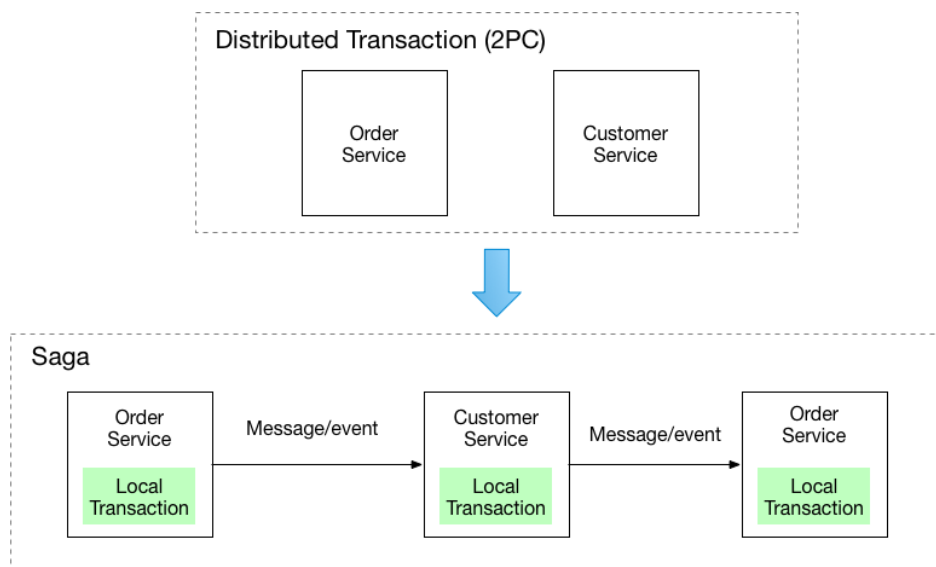 Distributed Transaction (2PC)
Order
Service
Customer
Service
Saga
Order
Service
Local
Transaction
Message/event
Customer
Service
Local
Transaction
Message/event
Order
Service
Local
Transaction